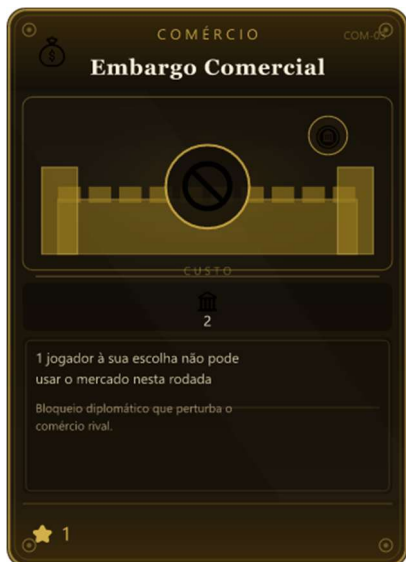 COMÉRCIO
COM-05
Embargo Comercial
$
CUSTO
2
1 jogador à sua escolha não pode
usar o mercado nesta rodada
Bloqueio diplomático que perturba o
comércio rival.
1